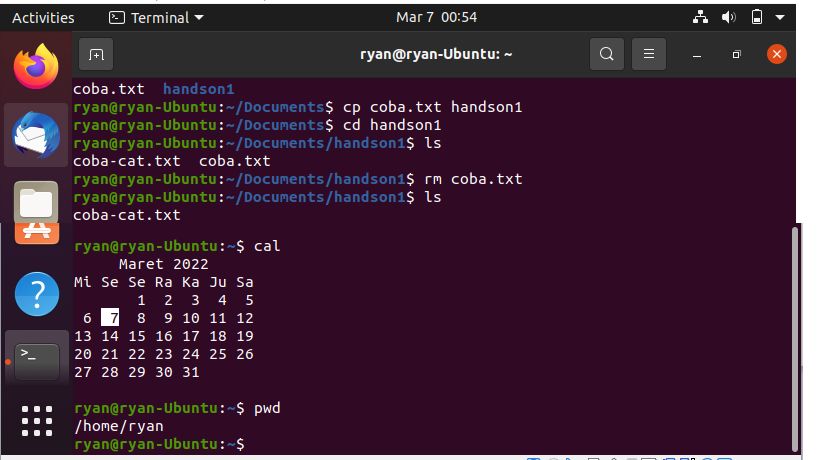 Activities Terminal Mar 7 00:54
ryan@ryan-Ubuntu: ~
coba.txt  handson1
ryan@ryan-Ubuntu:~/Documents$ cp coba.txt handson1
ryan@ryan-Ubuntu:~/Documents$ cd handson1
ryan@ryan-Ubuntu:~/Documents/handson1$ ls
coba-cat.txt  coba.txt
ryan@ryan-Ubuntu:~/Documents/handson1$ rm coba.txt
ryan@ryan-Ubuntu:~/Documents/handson1$ ls
coba-cat.txt
ryan@ryan-Ubuntu:~$ cal
     Maret 2022
Mi Se Se Ra Ka Ju Sa
       1  2  3  4  5
 6  7  8  9 10 11 12
13 14 15 16 17 18 19
20 21 22 23 24 25 26
27 28 29 30 31
ryan@ryan-Ubuntu:~$ pwd
/home/ryan
ryan@ryan-Ubuntu:~$